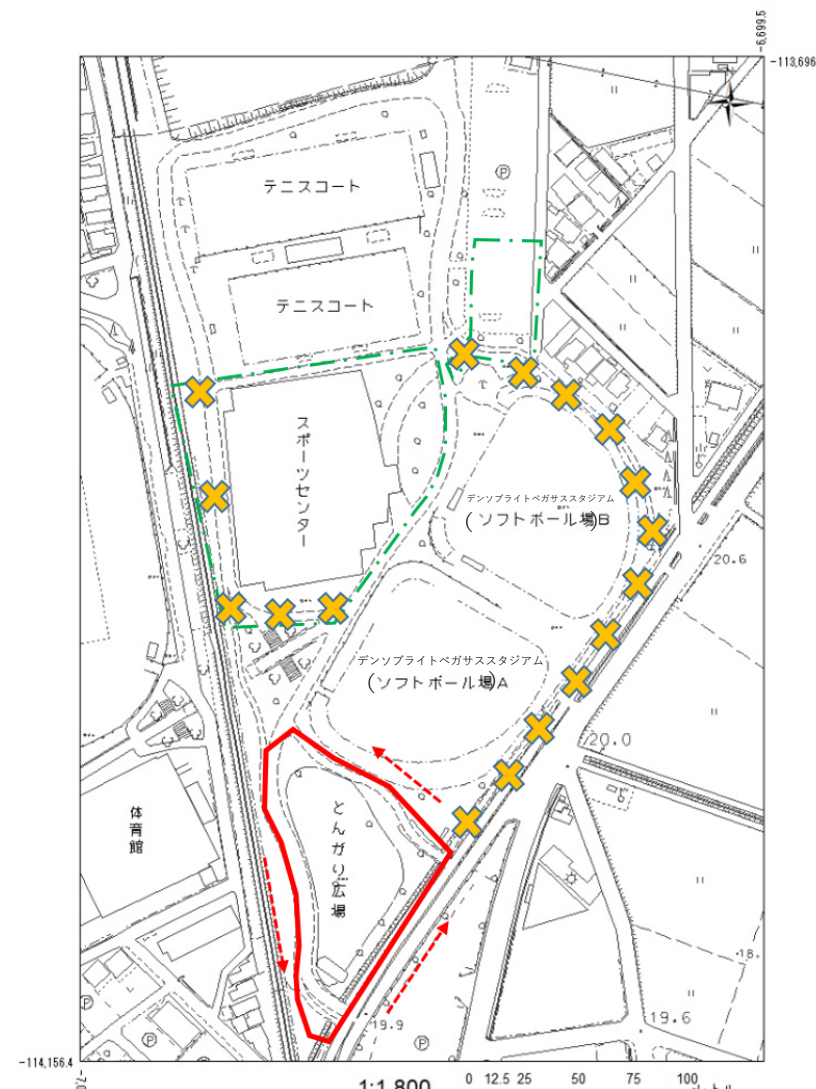 -6,699.5
-113,696
テニスコート
Ⓟ
テニスコート
スポーツセンター
デンソブライトペガサススタジアム
(ソフトボール場)B
20.6
デンソブライトペガサススタジアム
(ソフトボール場)A
20.0
体育館
とんがり広場
18.
19.6
19.9
Ⓟ
Ⓟ
Ⓟ
-114,156.4
1:1,800
0 12.5 25 50 75 100